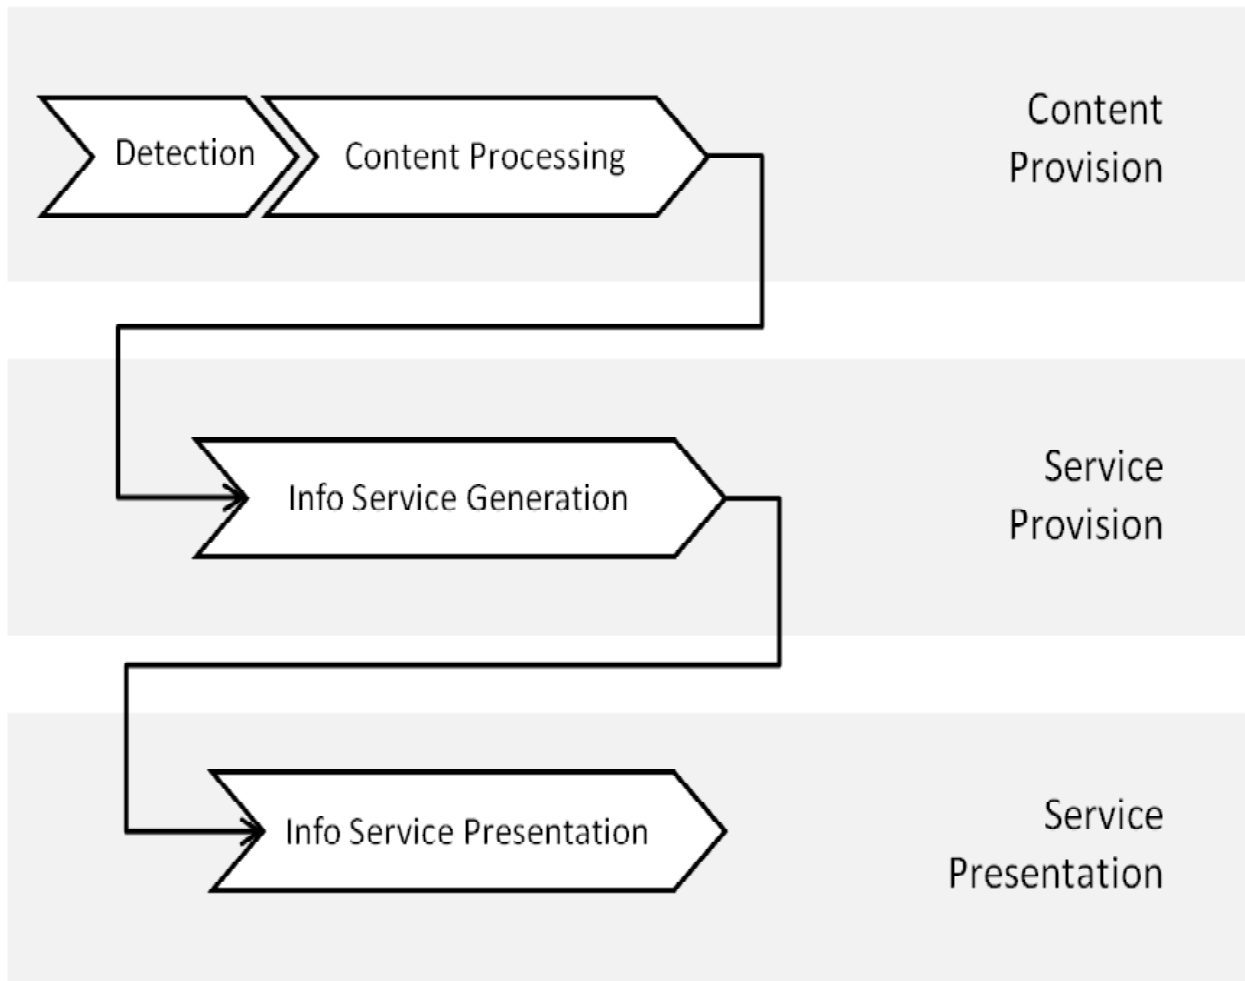 Detection
Content Processing
Content
Provision
Info Service Generation
Service
Provision
Info Service Presentation
Service
Presentation